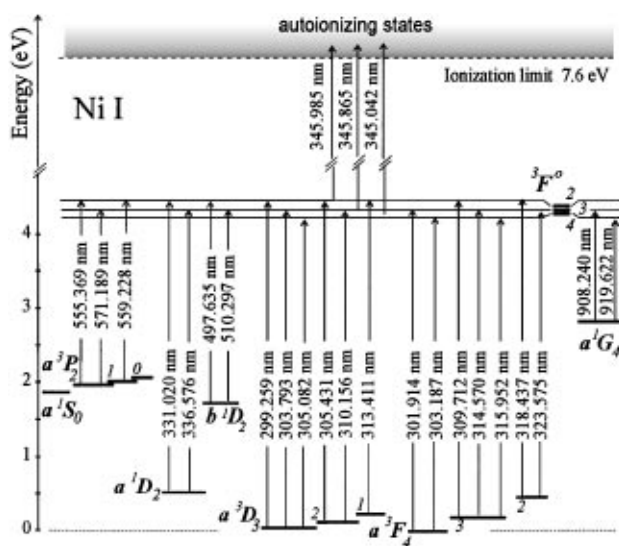 autoionizing states
Energy (eV)
Ionization limit 7.6 eV
Ni I
345.985 nm
345.865 nm
345.042 nm
³Fº
2
3
4
4
3
2
1
0
555.369 nm
571.189 nm
559.228 nm
331.020 nm
336.576 nm
497.635 nm
510.297 nm
299.259 nm
303.793 nm
305.082 nm
305.431 nm
310.156 nm
313.411 nm
301.914 nm
303.187 nm
309.712 nm
314.570 nm
315.952 nm
318.437 nm
323.575 nm
908.240 nm
919.622 nm
a ³P₂ 1 0
a ¹S₀
a ¹D₂
b ¹D₂
a ³D₃ 2 1
a ³F₄ 3 2
a ¹G₄